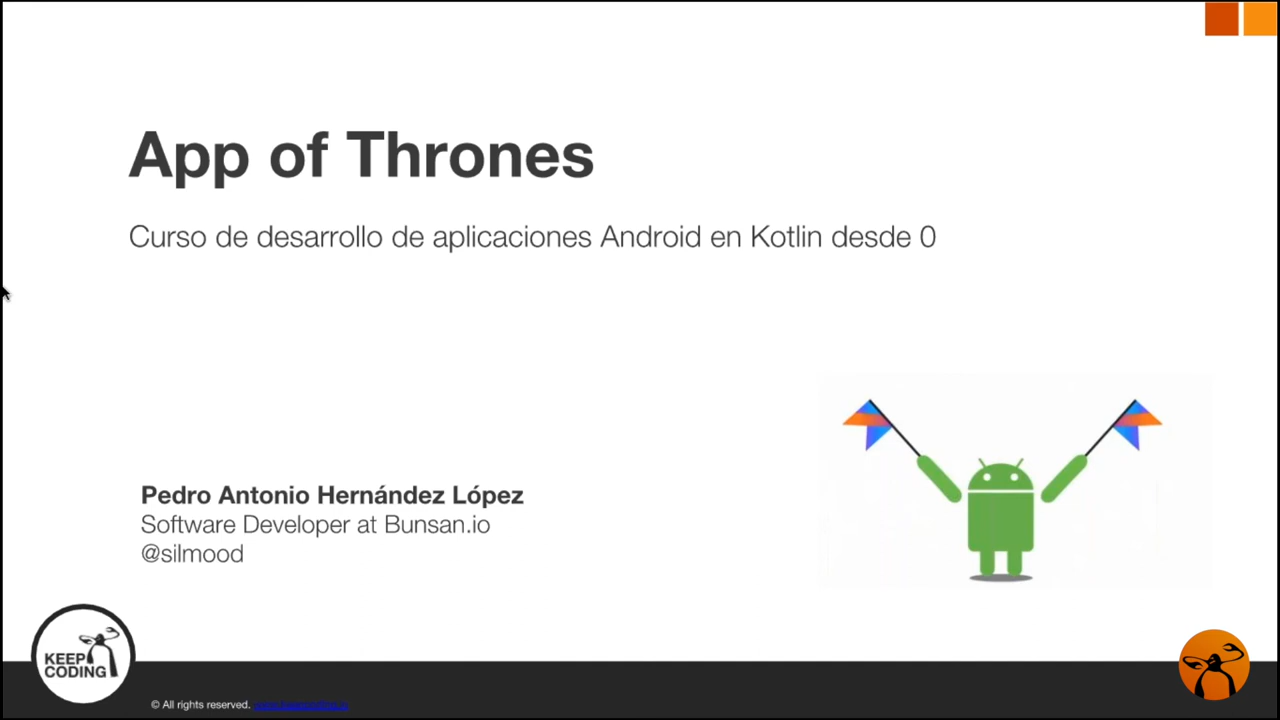 App of Thrones
Curso de desarrollo de aplicaciones Android en Kotlin desde 0
Pedro Antonio Hernández López
Software Developer at Bunsan.io
@silmood
KEEP
CODING
© All rights reserved.